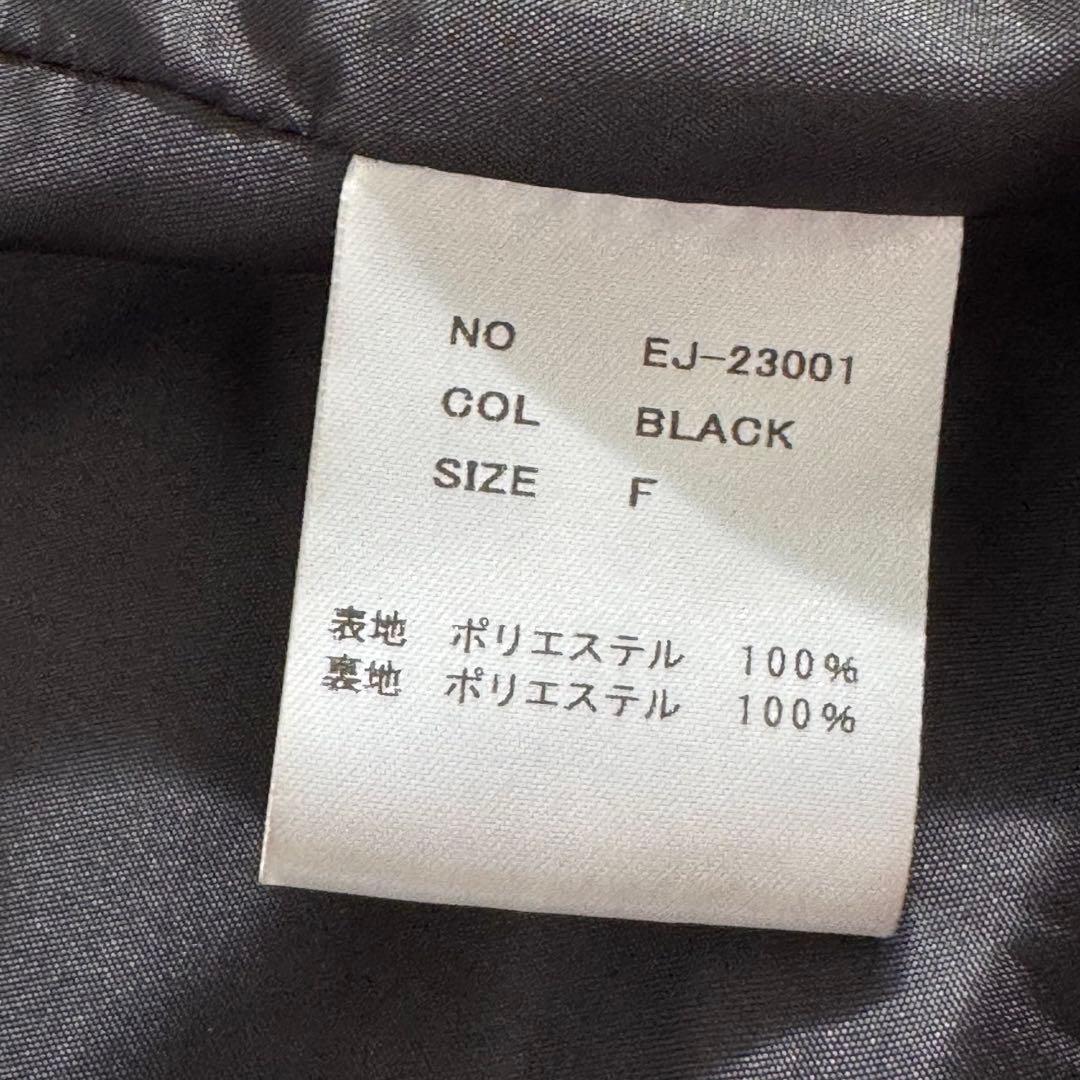 NO EJ-23001
COL BLACK
SIZE F
表地 ポリエステル 100%
裏地 ポリエステル 100%